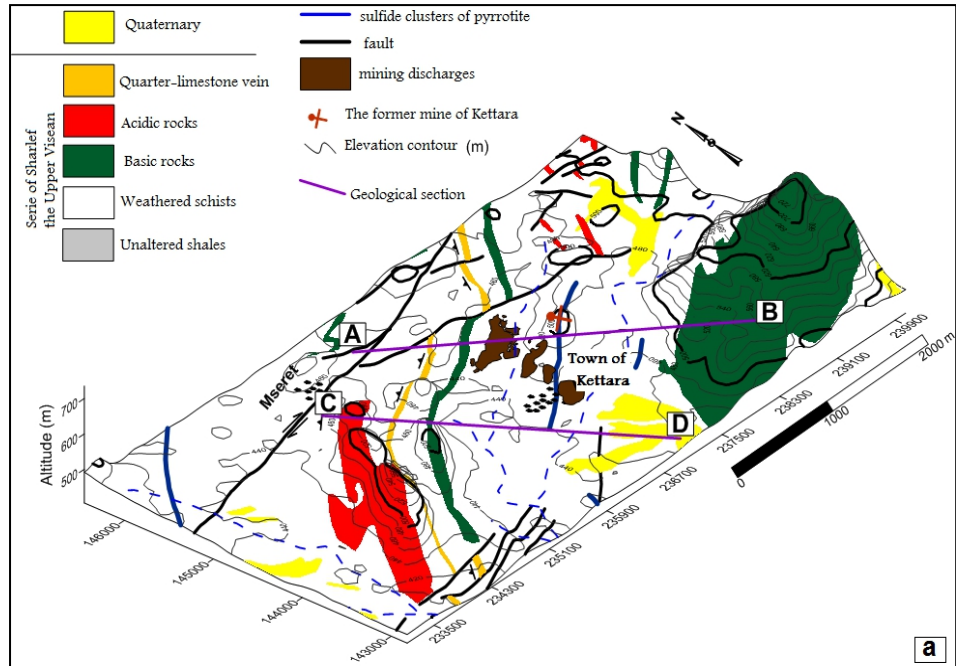 Quaternary
Serie of Sharlef
the Upper Visean
Quarter-limestone vein
Acidic rocks
Basic rocks
Weathered schists
Unaltered shales
sulfide clusters of pyrrotite
fault
mining discharges
The former mine of Kettara
Elevation contour (m)
Geological section
N
A
B
C
D
Mseret
Town of
Kettara
Altitude (m)
700
600
500
146000
145000
144000
143000
233500
234300
235100
235900
236700
237500
238300
239100
239900
0
1000
2000 m
440
480
a